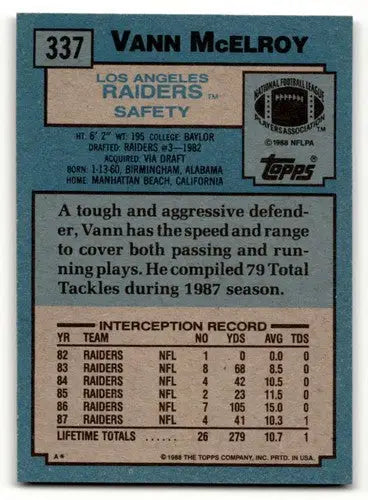 337
VANN McELROY
LOS ANGELES
RAIDERS TM
SAFETY
NATIONAL FOOTBALL LEAGUE
PLAYERS ASSOCIATION
© 1988 NFLPA
TOPPS®
HT: 6' 2" WT: 195 COLLEGE: BAYLOR
DRAFTED: RAIDERS #3—1982
ACQUIRED: VIA DRAFT
BORN: 1-13-60, BIRMINGHAM, ALABAMA
HOME: MANHATTAN BEACH, CALIFORNIA
A tough and aggressive defend-
er, Vann has the speed and range
to cover both passing and run-
ning plays. He compiled 79 Total
Tackles during 1987 season.
INTERCEPTION RECORD
YR TEAM NO YDS AVG TDS
82 RAIDERS NFL 1 0 0.0 0
83 RAIDERS NFL 8 68 8.5 0
84 RAIDERS NFL 4 42 10.5 0
85 RAIDERS NFL 2 23 11.5 0
86 RAIDERS NFL 7 105 15.0 0
87 RAIDERS NFL 4 41 10.3 1
LIFETIME TOTALS ...... 26 279 10.7 1
A* © 1988 THE TOPPS COMPANY, INC. PRTD. IN U.S.A.